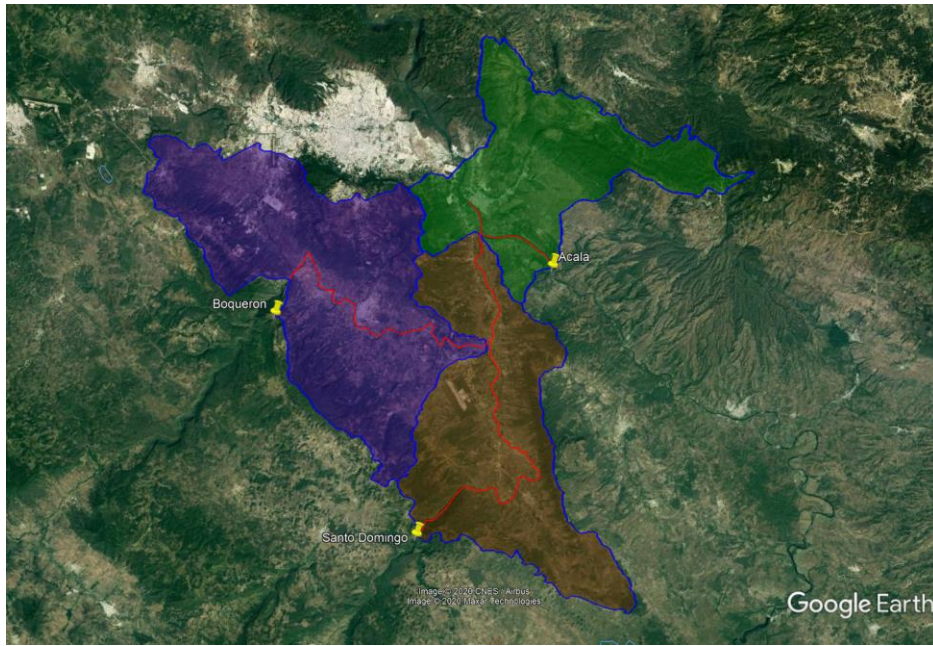 Acala
Boqueron
Santo Domingo
Image © 2020 CNES / Airbus
Image © 2020 Maxar Technologies
Google Earth